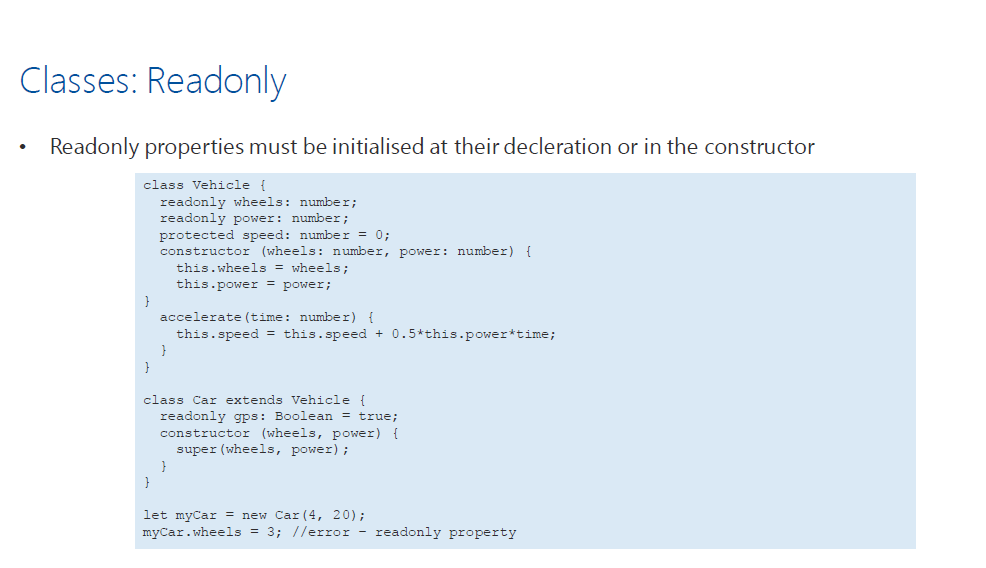 Classes: Readonly
• Readonly properties must be initialised at their decleration or in the constructor
class Vehicle {
  readonly wheels: number;
  readonly power: number;
  protected speed: number = 0;
  constructor (wheels: number, power: number) {
    this.wheels = wheels;
    this.power = power;
}
  accelerate(time: number) {
    this.speed = this.speed + 0.5*this.power*time;
  }
}
class Car extends Vehicle {
  readonly gps: Boolean = true;
  constructor (wheels, power) {
    super(wheels, power);
  }
}
let myCar = new Car(4, 20);
myCar.wheels = 3; //error - readonly property